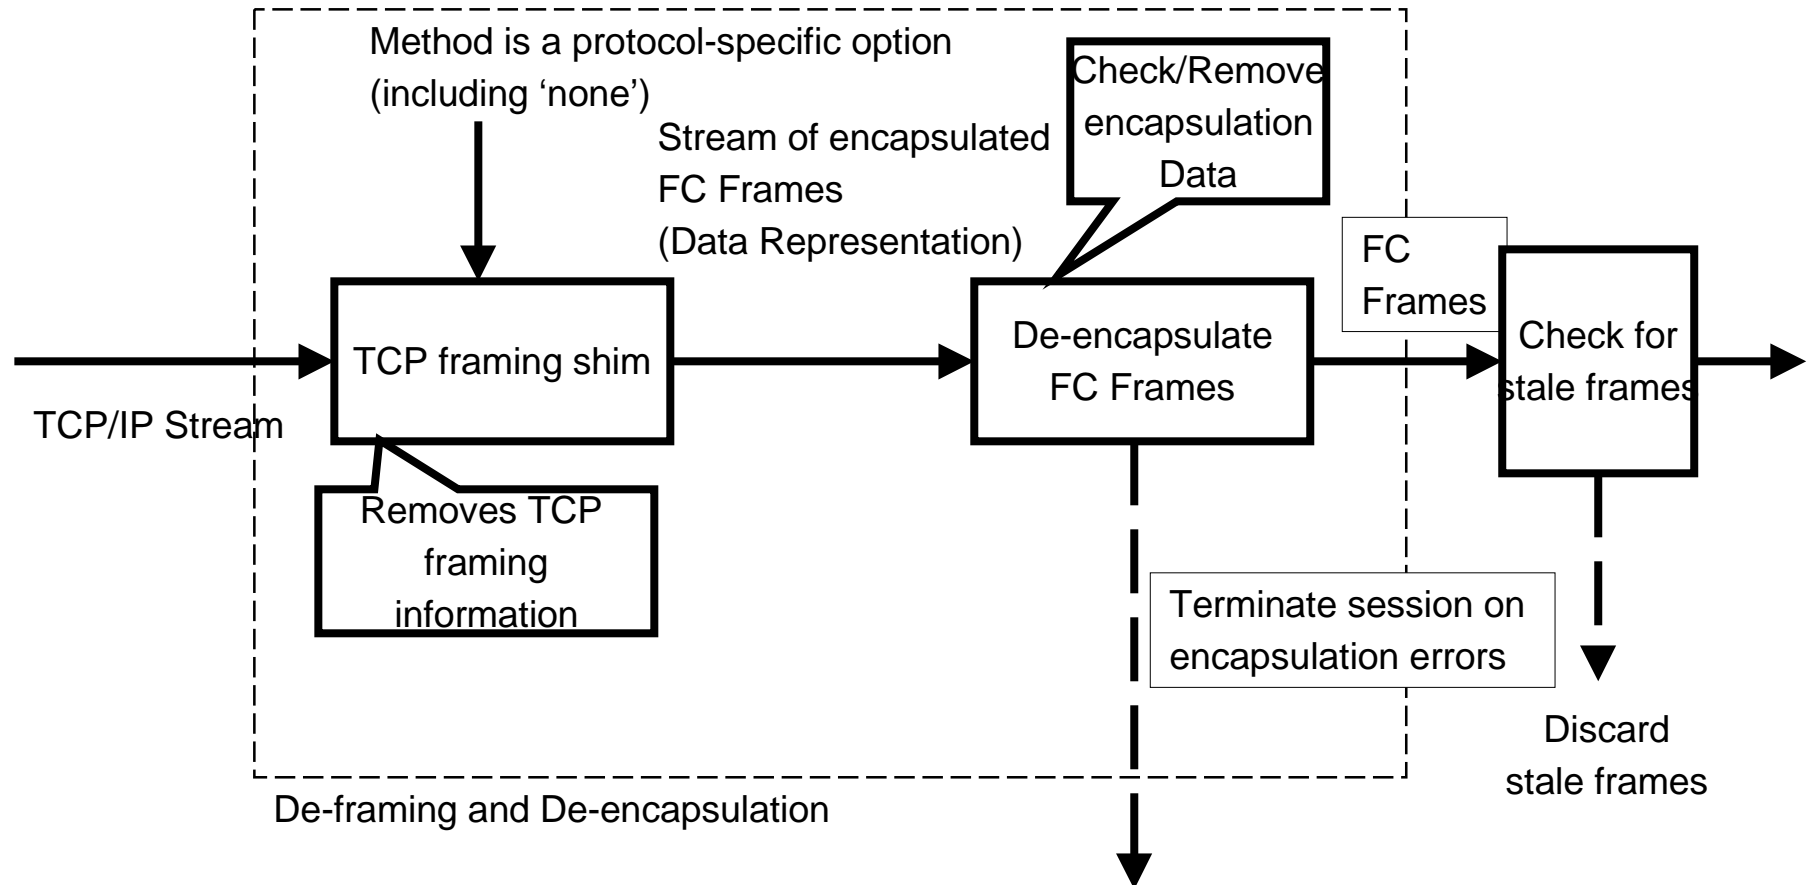 Method is a protocol-specific option
(including ‘none’)
Check/Remove
encapsulation
Data
Stream of encapsulated
FC Frames
(Data Representation)
FC
Frames
TCP framing shim
De-encapsulate
FC Frames
Check for
stale frames
TCP/IP Stream
Removes TCP
framing
information
Terminate session on
encapsulation errors
Discard
stale frames
De-framing and De-encapsulation